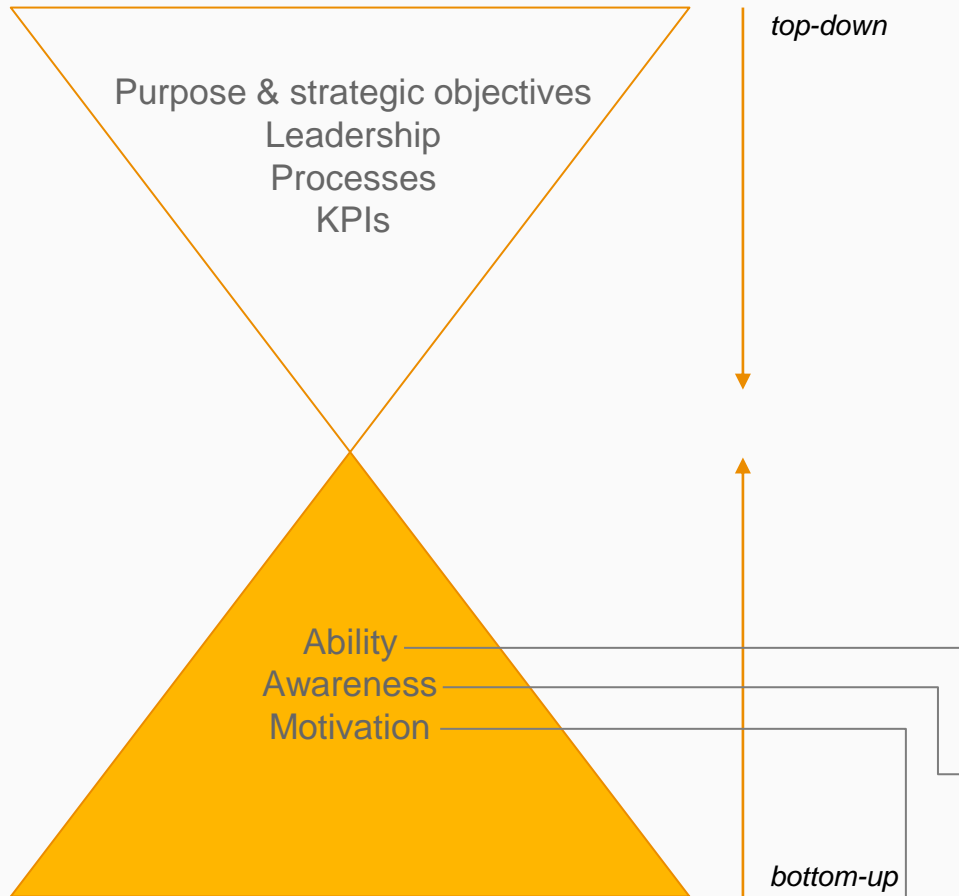 top-down
Purpose & strategic objectives
Leadership
Processes
KPIs
Ability
Awareness
Motivation
bottom-up